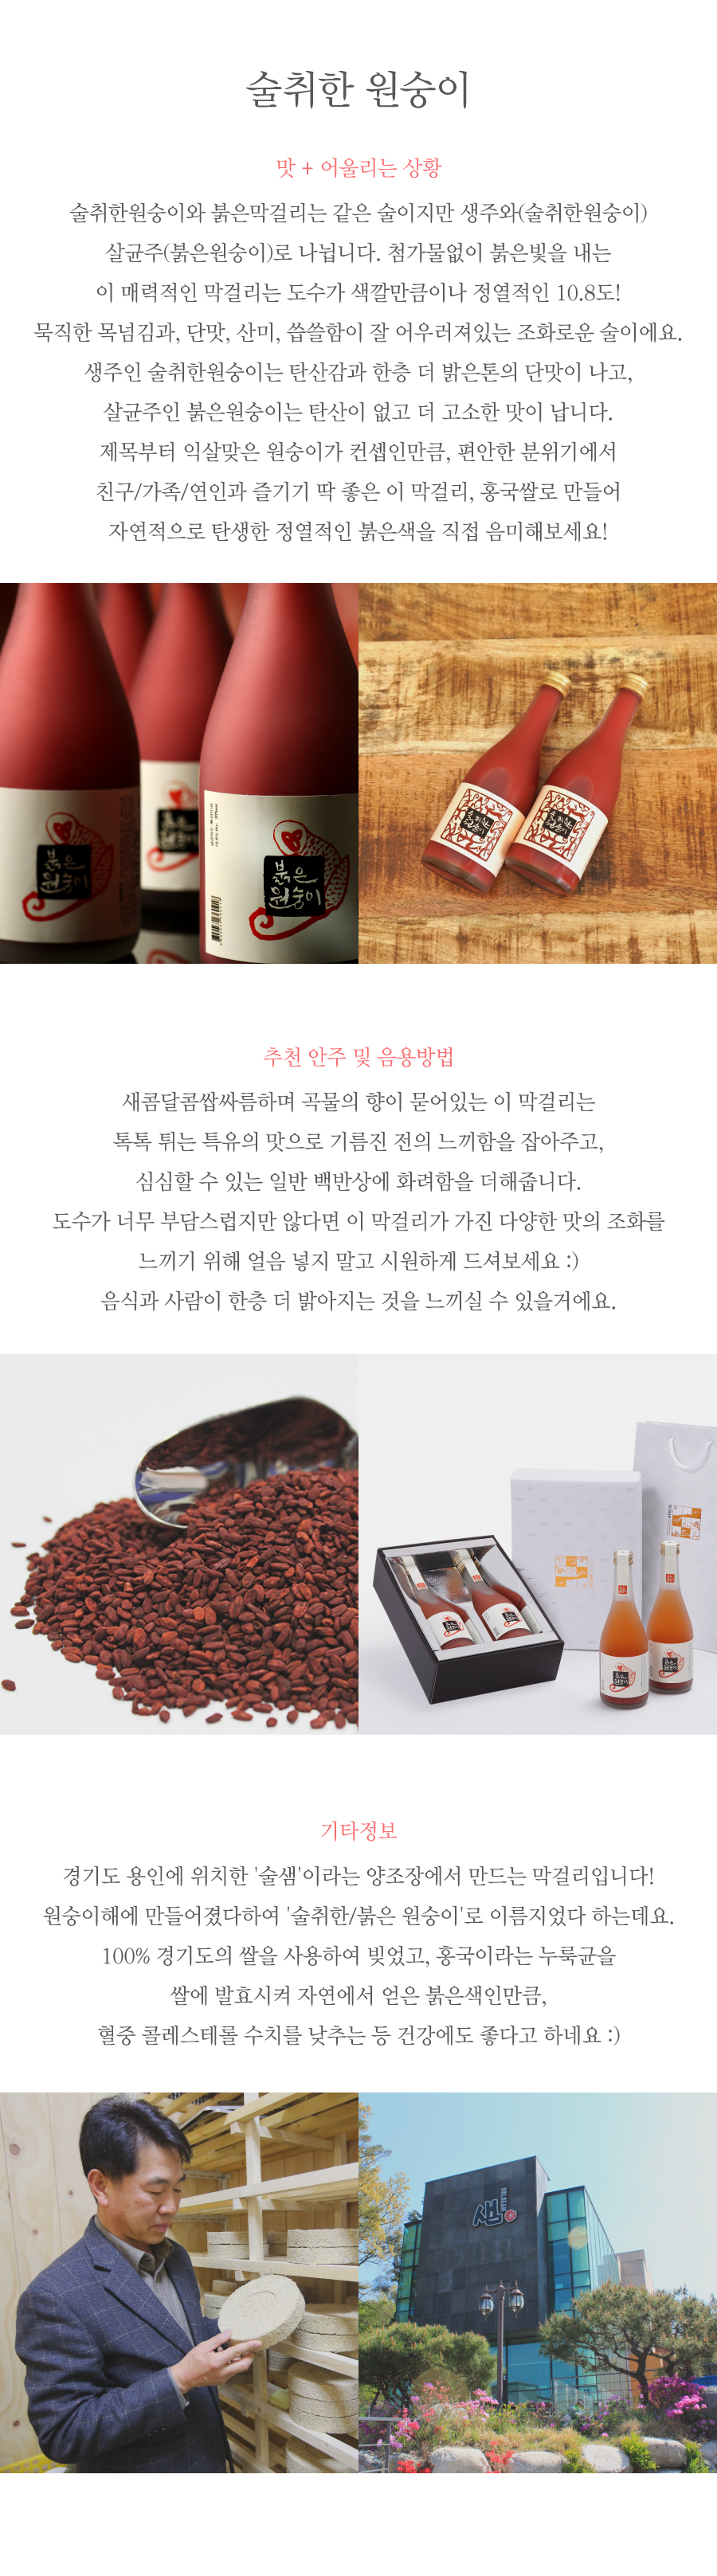 술취한 원숭이
맛 + 어울리는 상황
술취한원숭이와 붉은막걸리는 같은 술이지만 생주와(술취한원숭이)
살균주(붉은원숭이)로 나뉩니다. 첨가물없이 붉은빛을 내는
이 매력적인 막걸리는 도수가 색깔만큼이나 정열적인 10.8도!
묵직한 목넘김과, 단맛, 산미, 씁쓸함이 잘 어우러져있는 조화로운 술이에요.
생주인 술취한원숭이는 탄산감과 한층 더 밝은톤의 단맛이 나고,
살균주인 붉은원숭이는 탄산이 없고 더 고소한 맛이 납니다.
제목부터 익살맞은 원숭이가 컨셉인만큼, 편안한 분위기에서
친구/가족/연인과 즐기기 딱 좋은 이 막걸리, 홍국쌀로 만들어
자연적으로 탄생한 정열적인 붉은색을 직접 음미해보세요!
붉은
원숭이
붉은
원숭이
추천 안주 및 음용방법
새콤달콤쌉싸름하며 곡물의 향이 묻어있는 이 막걸리는
톡톡 튀는 특유의 맛으로 기름진 전의 느끼함을 잡아주고,
심심할 수 있는 일반 백반상에 화려함을 더해줍니다.
도수가 너무 부담스럽지만 않다면 이 막걸리가 가진 다양한 맛의 조화를
느끼기 위해 얼음 넣지 말고 시원하게 드셔보세요 :)
음식과 사람이 한층 더 밝아지는 것을 느끼실 수 있을거에요.
붉은
원숭이
기타정보
경기도 용인에 위치한 '술샘'이라는 양조장에서 만드는 막걸리입니다!
원숭이해에 만들어졌다하여 '술취한/붉은 원숭이'로 이름지었다 하는데요.
100% 경기도의 쌀을 사용하여 빚었고, 홍국이라는 누룩균을
쌀에 발효시켜 자연에서 얻은 붉은색인만큼,
혈중 콜레스테롤 수치를 낮추는 등 건강에도 좋다고 하네요 :)
샘